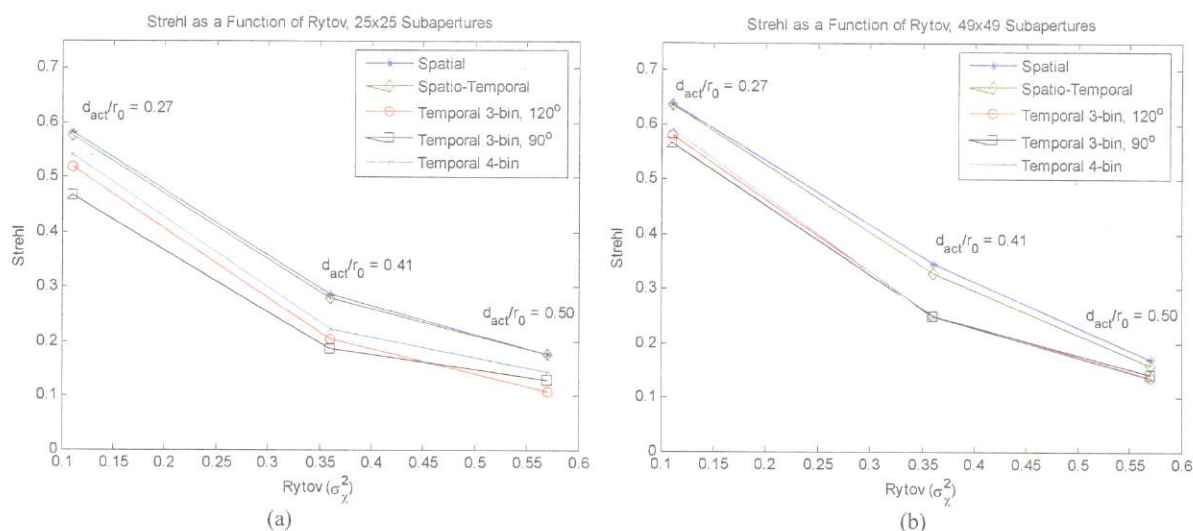 Strehl as a Function of Rytov, 25x25 Subapertures
0.7
0.6
0.5
0.4
0.3
0.2
0.1
0
Strehl
Spatial
Spatio-Temporal
Temporal 3-bin, 120°
Temporal 3-bin, 90°
Temporal 4-bin
d_act/r_0 = 0.27
d_act/r_0 = 0.41
d_act/r_0 = 0.50
0.1 0.15 0.2 0.25 0.3 0.35 0.4 0.45 0.5 0.55 0.6
Rytov (σ_χ^2)
(a)
Strehl as a Function of Rytov, 49x49 Subapertures
0.7
0.6
0.5
0.4
0.3
0.2
0.1
0
Strehl
Spatial
Spatio-Temporal
Temporal 3-bin, 120°
Temporal 3-bin, 90°
Temporal 4-bin
d_act/r_0 = 0.27
d_act/r_0 = 0.41
d_act/r_0 = 0.50
0.1 0.15 0.2 0.25 0.3 0.35 0.4 0.45 0.5 0.55 0.6
Rytov (σ_χ^2)
(b)